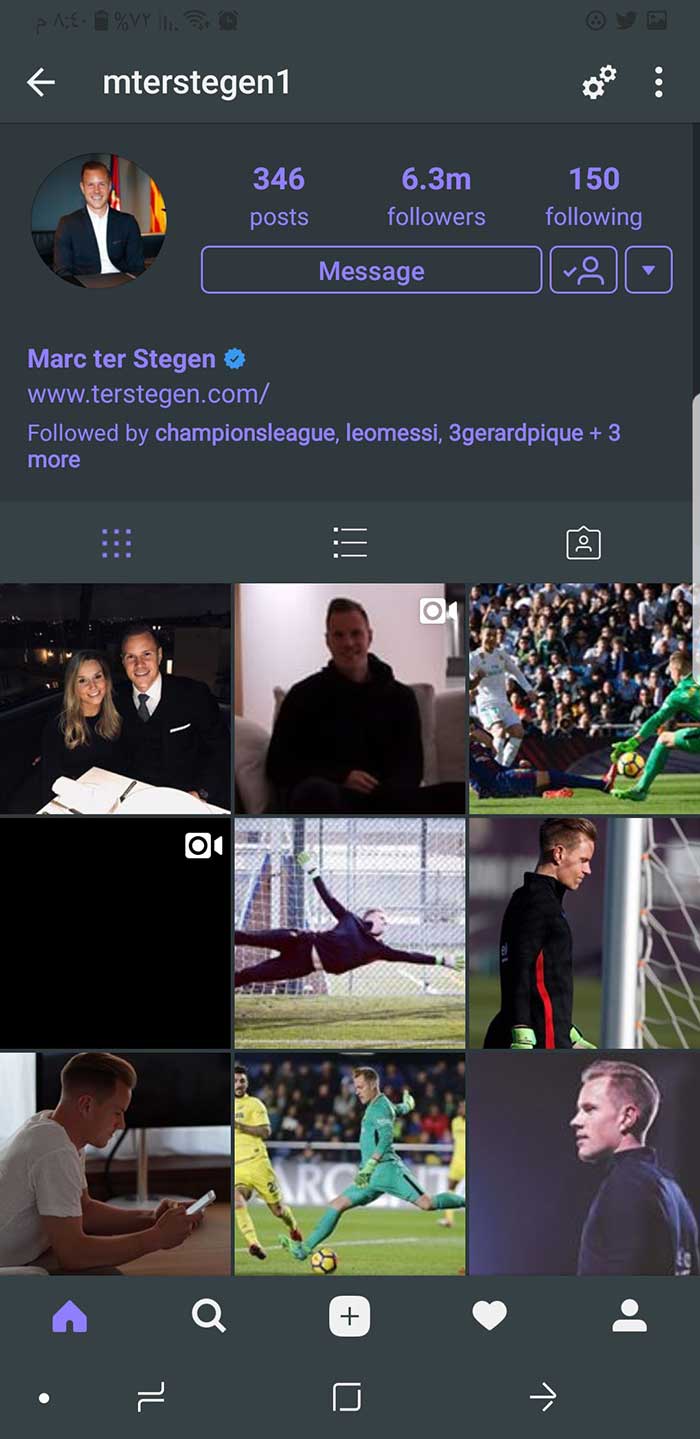 م ٨:٤٠ %٧٢
mterstegen1
346 6.3m 150
posts followers following
Message
Marc ter Stegen
www.terstegen.com/
Followed by championsleague, leomessi, 3gerardpique + 3
more